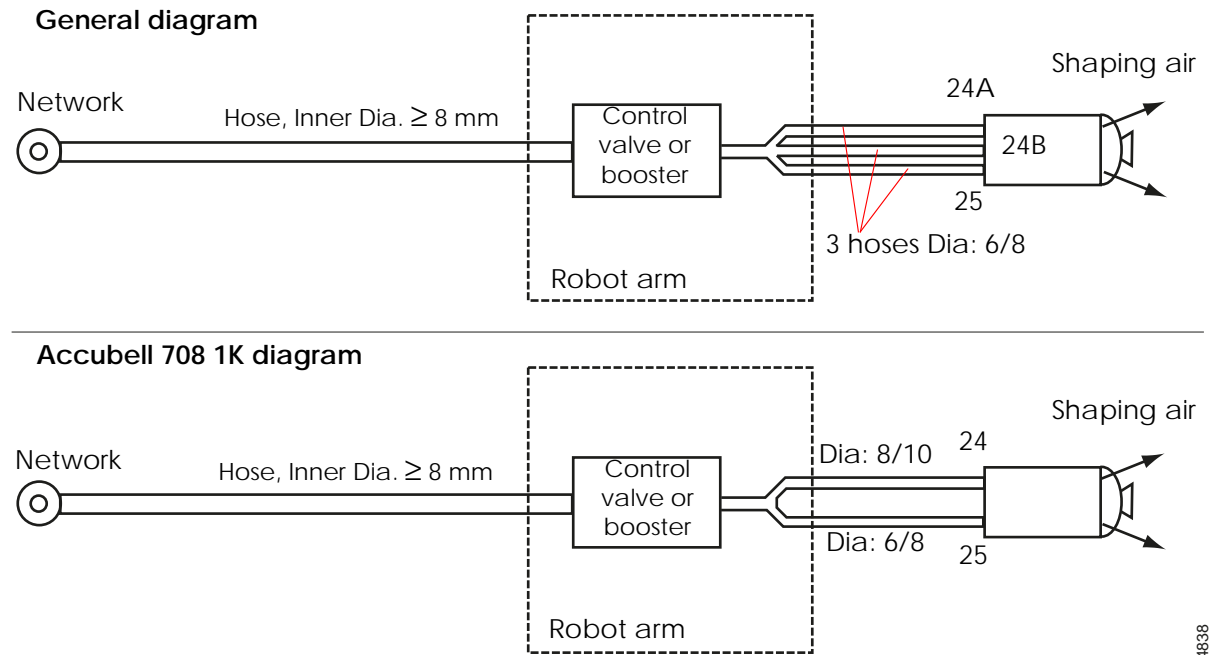 General diagram
Network
Hose, Inner Dia. ≥ 8 mm
Control
valve or
booster
24A
24B
25
Shaping air
3 hoses Dia: 6/8
Robot arm
Accubell 708 1K diagram
Network
Hose, Inner Dia. ≥ 8 mm
Control
valve or
booster
Dia: 8/10
24
Shaping air
Dia: 6/8
25
Robot arm